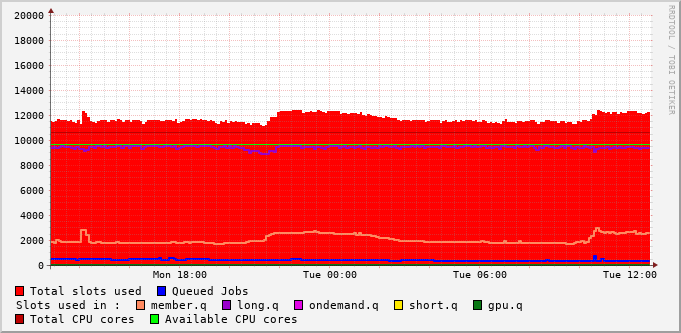 20000
18000
16000
14000
12000
10000
8000
6000
4000
2000
0
Mon 18:00 Tue 00:00 Tue 06:00 Tue 12:00
RRDTOOL / TOBI OETIKER
Total slots used Queued Jobs
Slots used in : member.q long.q ondemand.q short.q gpu.q
Total CPU cores Available CPU cores